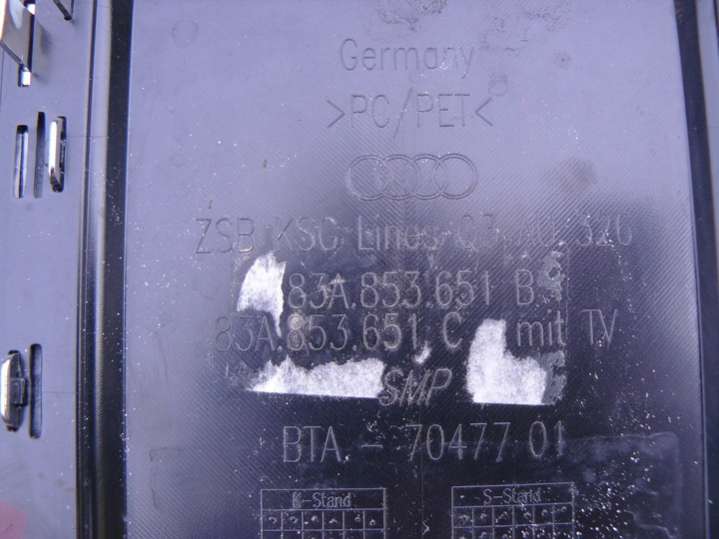 Germany
>PC/PET<
ZSB KSG Lines Q3 AU 326
83A.853.651 B
83A.853.651 C mit TV
SMP
BTA - 70477 01
K-Stand S-Stand